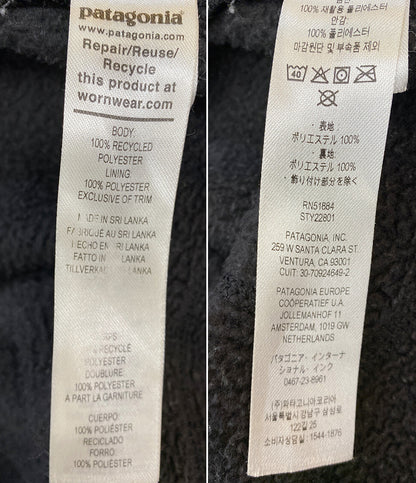 patagonia
Repair/Reuse/
Recycle
this product at
wornwear.com
BODY:
100% RECYCLED
POLYESTER
LINING:
100% POLYESTER
EXCLUSIVE OF TRIM
MADE IN SRI LANKA
FABRIQUÉ AU SRI LANKA
HECHO EN SRI LANKA
FATTO IN SRI LANKA
TILLVERKAD I SRI LANKA
100% RECYCLÉ
POLYESTER
DOUBLURE:
100% POLYESTER
À PART LA GARNITURE
CUERPO:
100% POLIÉSTER
RECICLADO
FORRO:
100% POLIÉSTER
100% 재활용 폴리에스터
안감:
100% 폴리에스터
마감원단 및 부속품 제외
40
・表地:
ポリエステル 100%
・裏地:
ポリエステル 100%
・飾り付け部分を除く
RN51884
STY22801
PATAGONIA, INC.
259 W SANTA CLARA ST.
VENTURA, CA 93001
CUIT: 30-70924649-2
PATAGONIA EUROPE
COÖPERATIEF U.A.
JOLLEMANHOF 11
AMSTERDAM, 1019 GW
NETHERLANDS
パタゴニア・インターナ
ショナル・インク
0467-23-8961
(주)파타고니아코리아
서울특별시 강남구 삼성로
122길 25
소비자상담실: 1544-1876